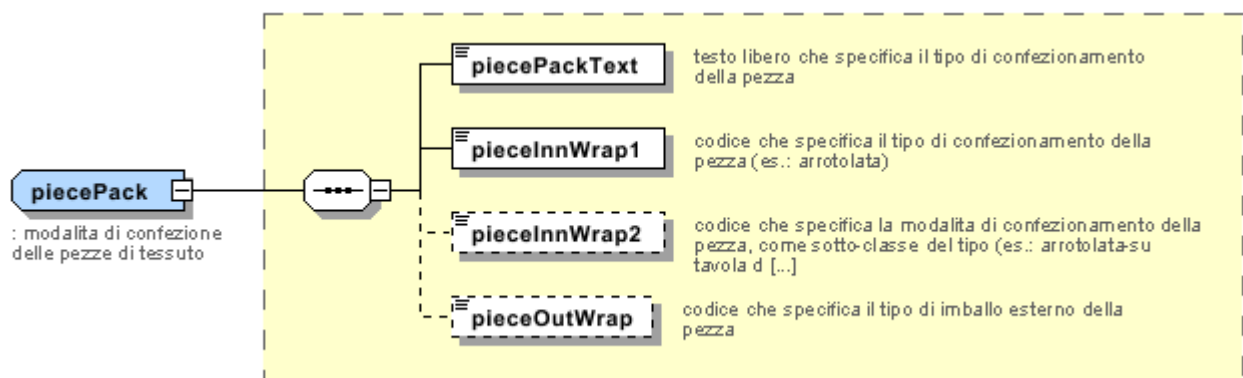 piecePackText
testo libero che specifica il tipo di confezionamento
della pezza
pieceInnWrap1
codice che specifica il tipo di confezionamento della
pezza (es.: arrotolata)
piecePack
: modalita di confezione
delle pezze di tessuto
pieceInnWrap2
codice che specifica la modalita di confezionamento della
pezza, come sotto-classe del tipo (es.: arrotolata-su
tavola d [...]
pieceOutWrap
codice che specifica il tipo di imballo esterno della
pezza